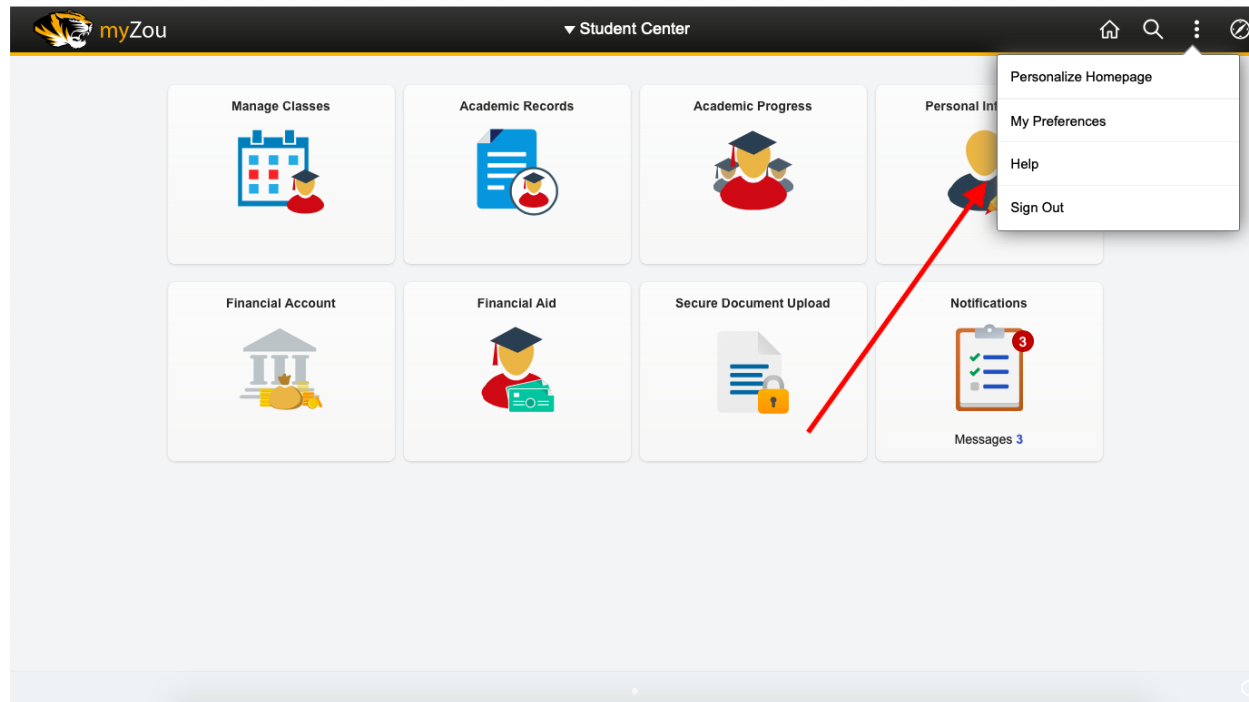 myZou
Student Center
Personalize Homepage
My Preferences
Help
Sign Out
Manage Classes
Academic Records
Academic Progress
Personal In
Financial Account
Financial Aid
Secure Document Upload
Notifications
3
Messages 3